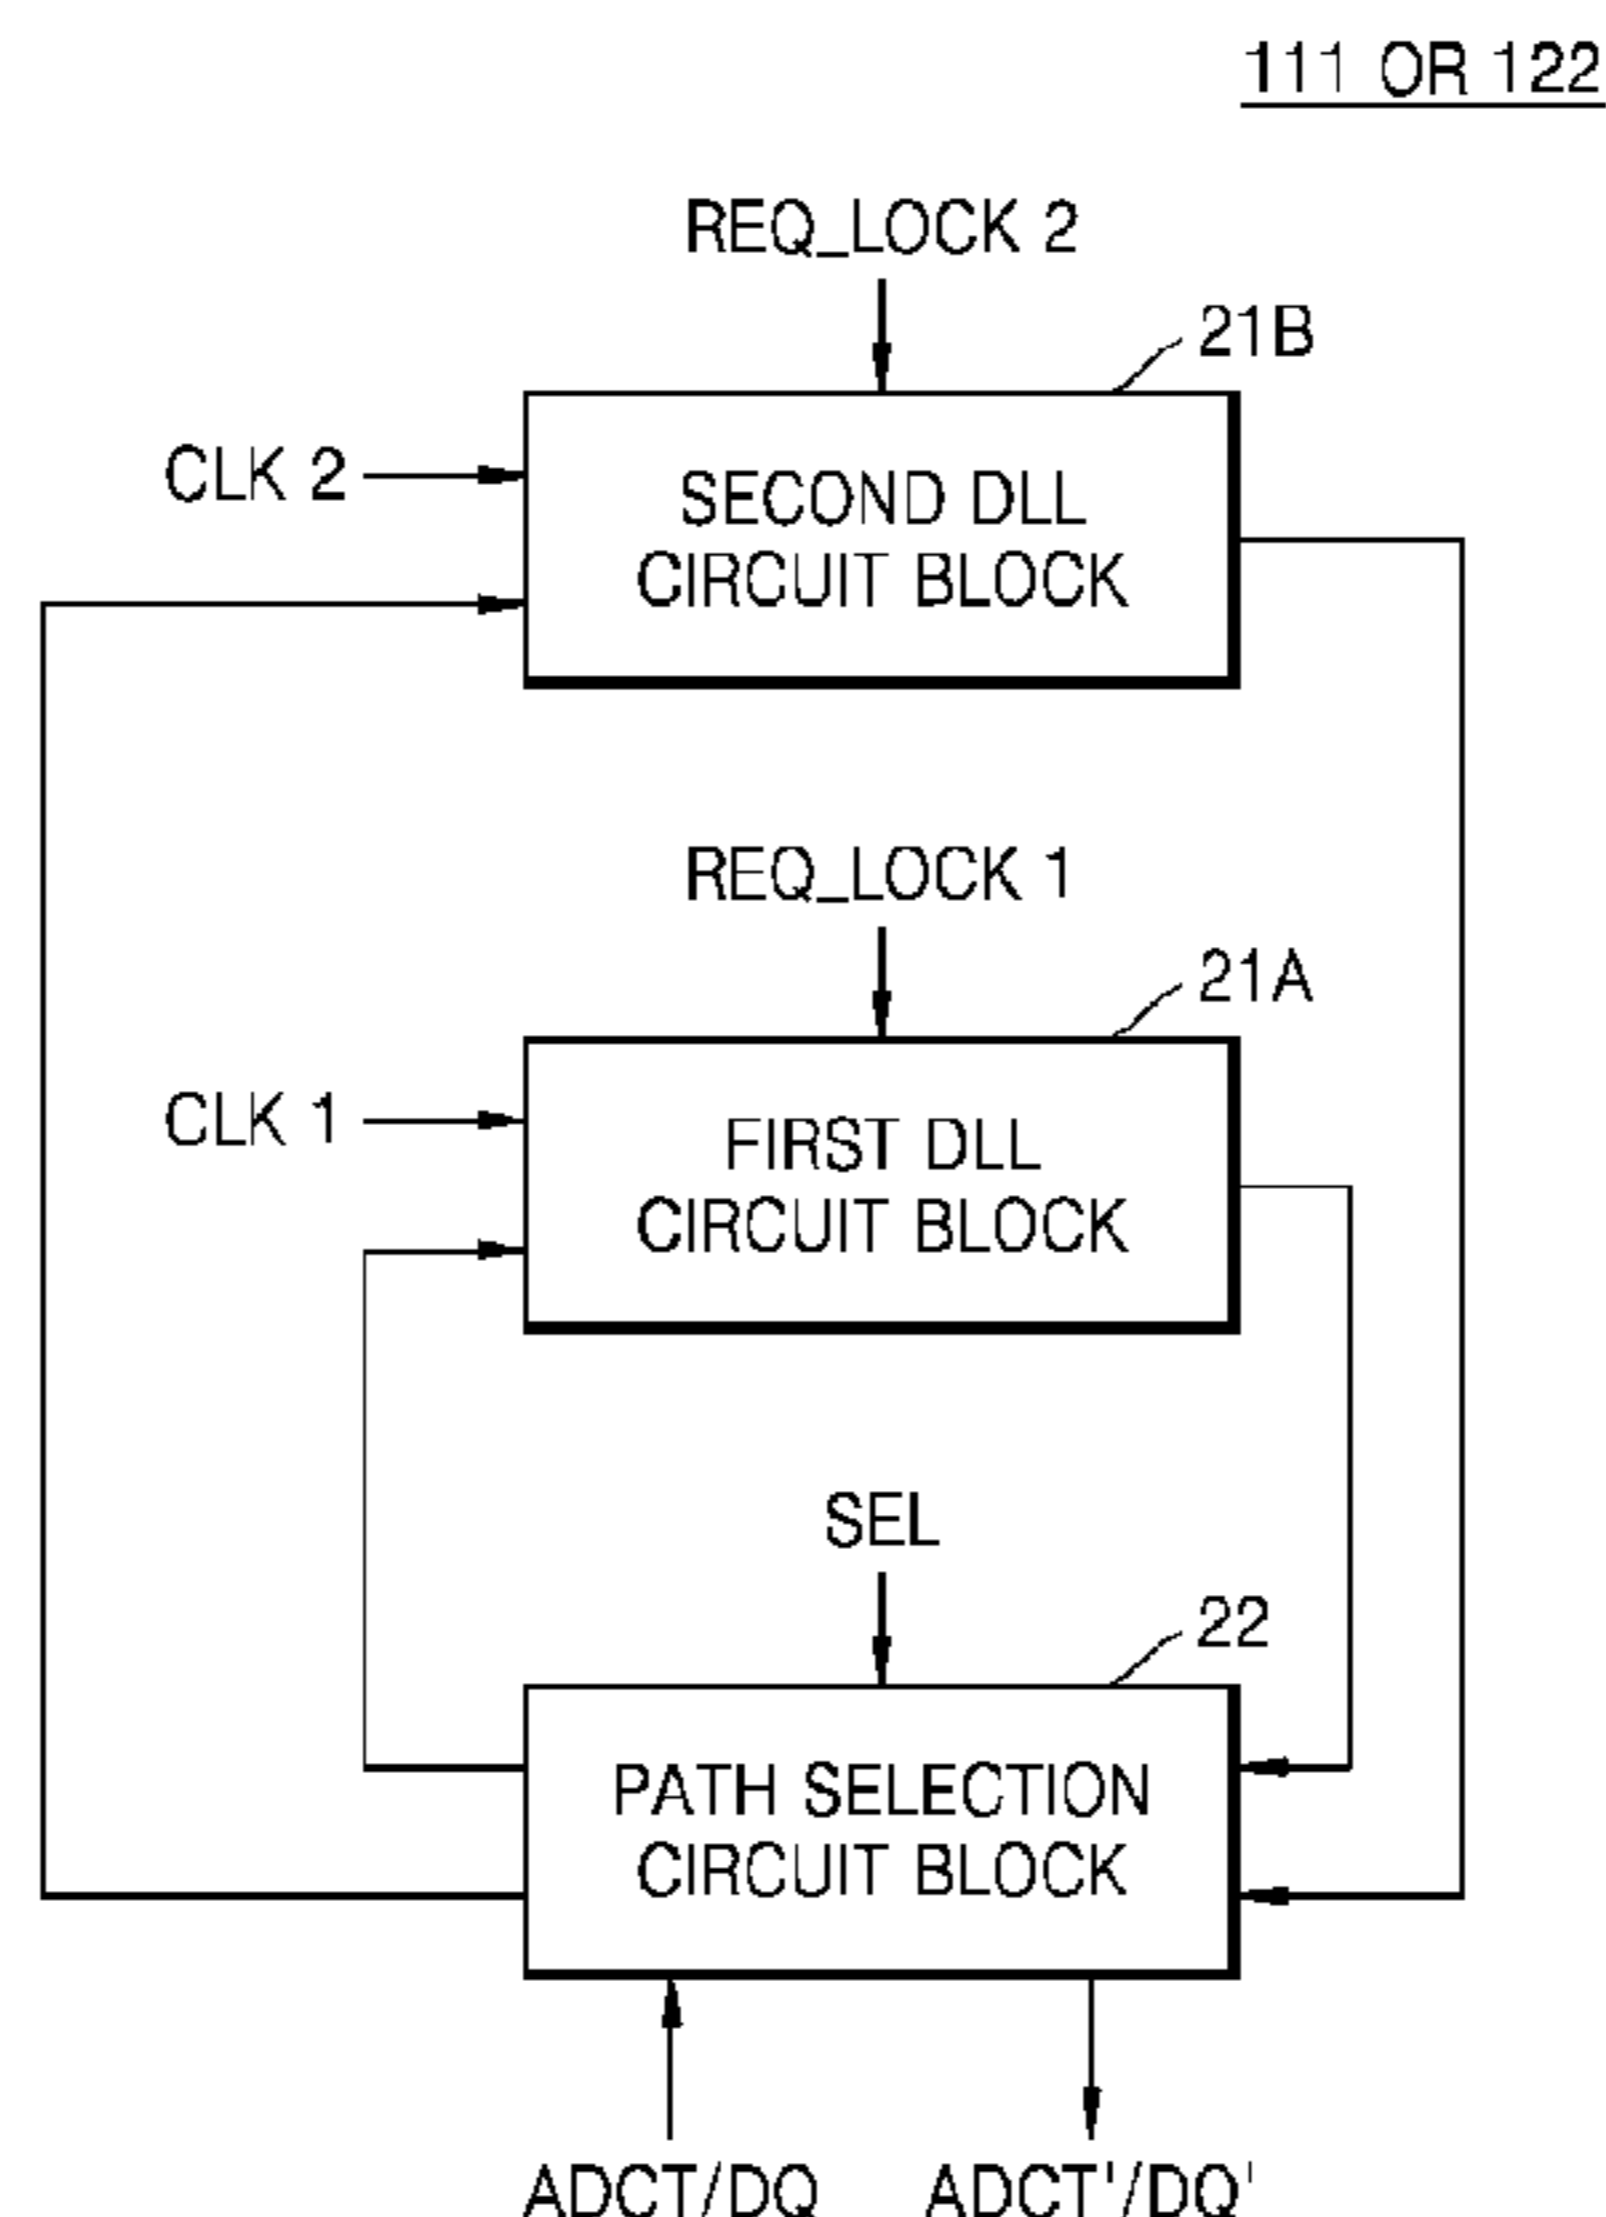 111 OR 122
REQ_LOCK 2
21B
CLK 2
SECOND DLL
CIRCUIT BLOCK
REQ_LOCK 1
21A
CLK 1
FIRST DLL
CIRCUIT BLOCK
SEL
22
PATH SELECTION
CIRCUIT BLOCK
ADCT/DQ
ADCT'/DQ'